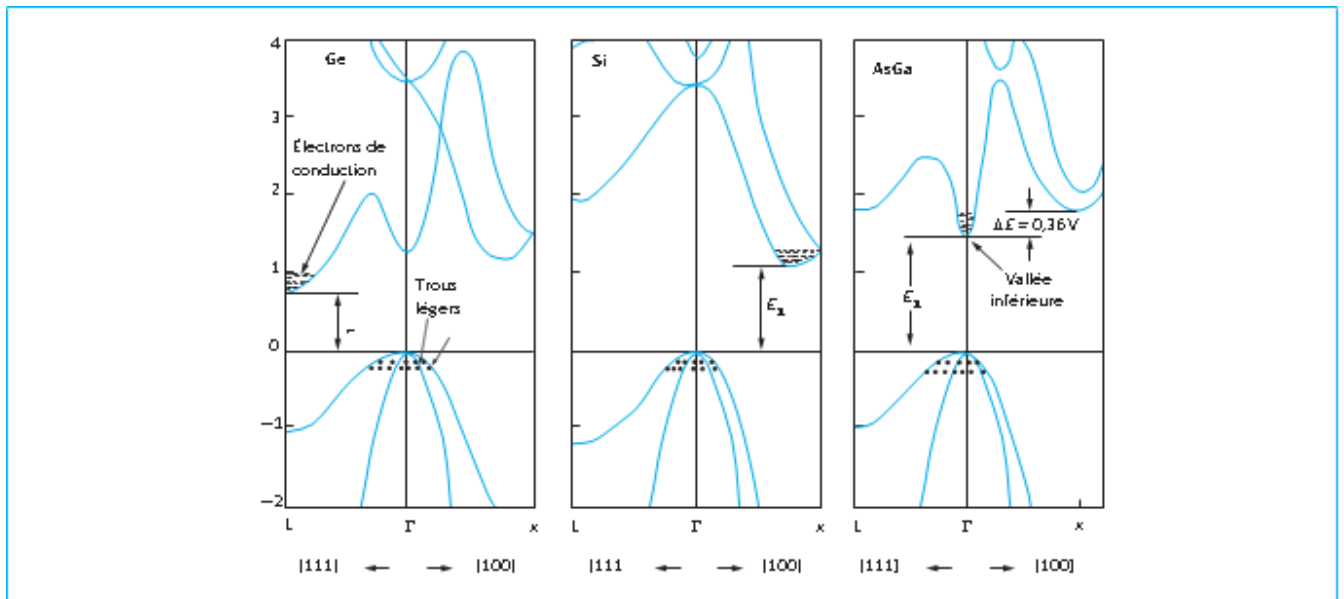 4
3
2
1
0
−1
−2
Ge
Électrons de
conduction
Trous
légers
L
Γ
x
|111|
|100|
Si
E
L
Γ
x
|111
|100|
AsGa
ΔE = 0,36 V
Vallée
inférieure
E
L
Γ
x
|111]
[100]